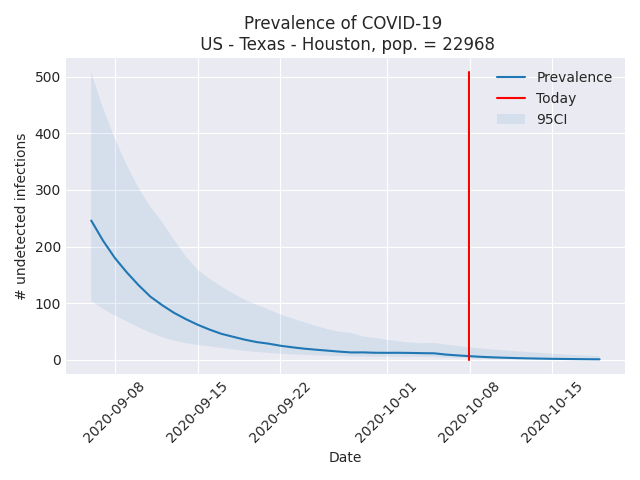 Prevalence of COVID-19
US - Texas - Houston, pop. = 22968
# undetected infections
500
400
300
200
100
0
Prevalence
Today
95CI
2020-09-08
2020-09-15
2020-09-22
2020-10-01
2020-10-08
2020-10-15
Date